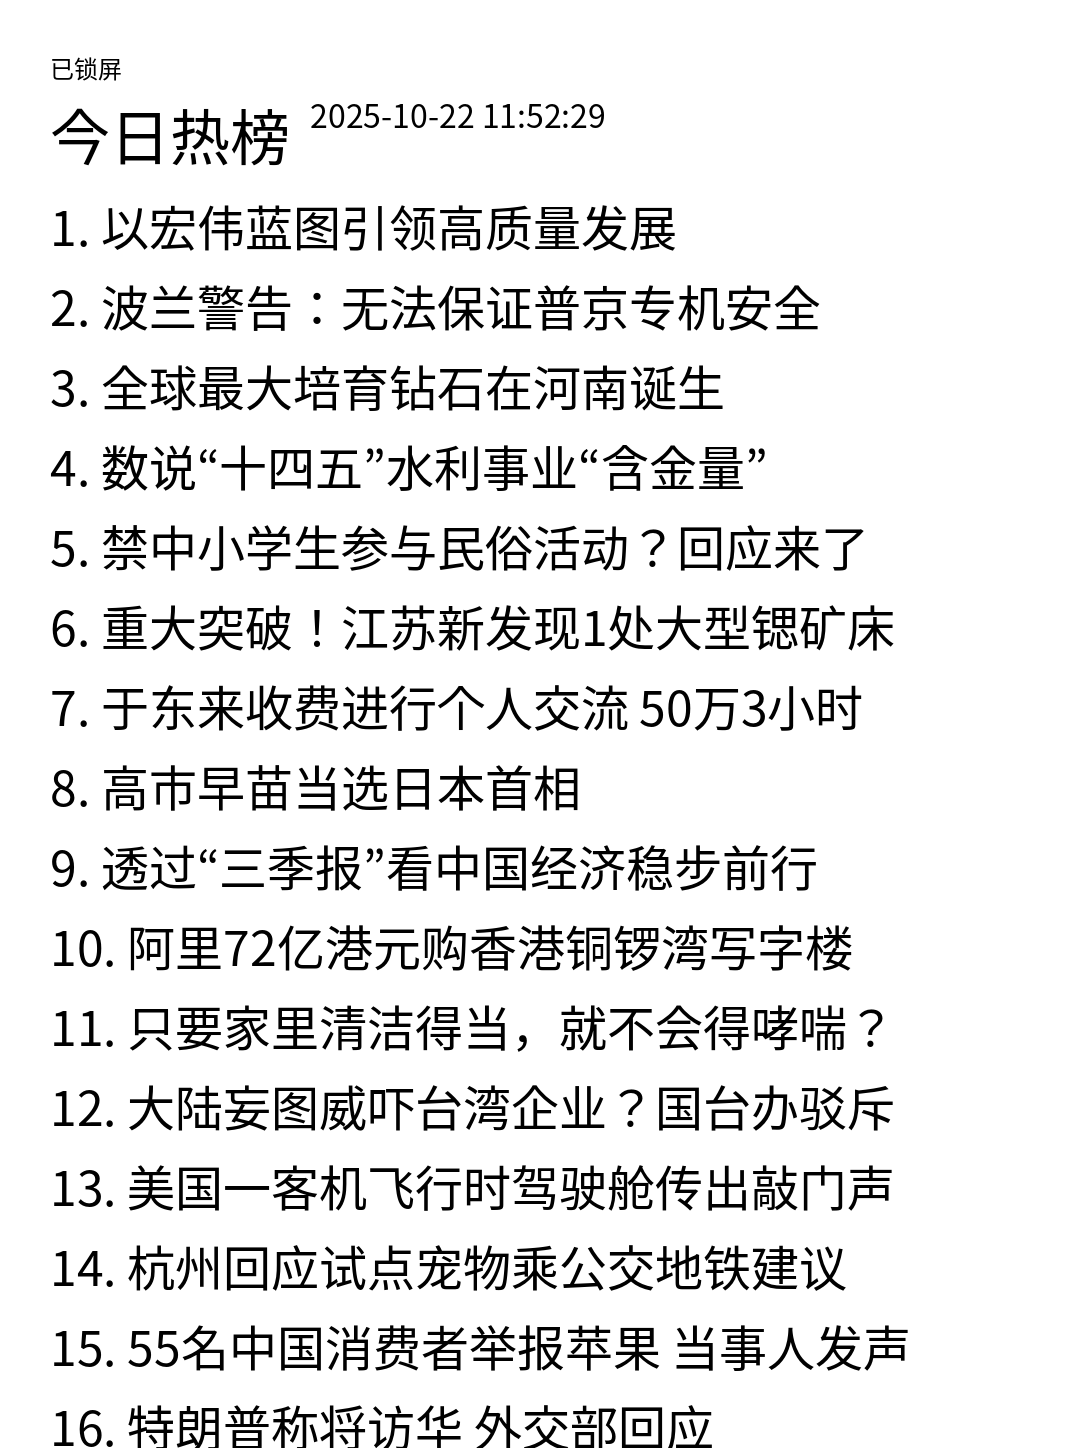 已锁屏
今日热榜 2025-10-22 11:52:29
1. 以宏伟蓝图引领高质量发展
2. 波兰警告：无法保证普京专机安全
3. 全球最大培育钻石在河南诞生
4. 数说“十四五”水利事业“含金量”
5. 禁中小学生参与民俗活动？回应来了
6. 重大突破！江苏新发现1处大型锶矿床
7. 于东来收费进行个人交流 50万3小时
8. 高市早苗当选日本首相
9. 透过“三季报”看中国经济稳步前行
10. 阿里72亿港元购香港铜锣湾写字楼
11. 只要家里清洁得当，就不会得哮喘？
12. 大陆妄图威吓台湾企业？国台办驳斥
13. 美国一客机飞行时驾驶舱传出敲门声
14. 杭州回应试点宠物乘公交地铁建议
15. 55名中国消费者举报苹果 当事人发声
16. 特朗普称将访华 外交部回应